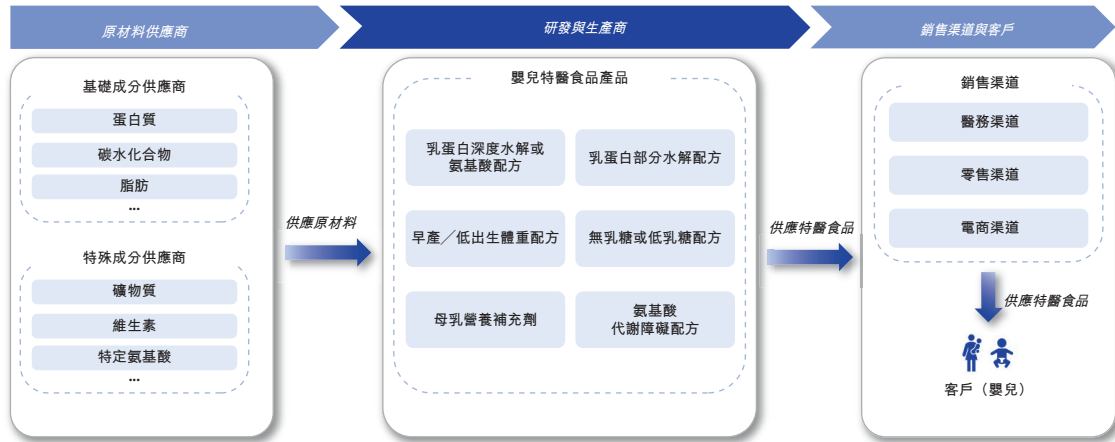 原材料供應商
研發與生產商
銷售渠道與客戶
基礎成分供應商
蛋白質
碳水化合物
脂肪
...
特殊成分供應商
礦物質
維生素
特定氨基酸
...
供應原材料
嬰兒特醫食品產品
乳蛋白深度水解或
氨基酸配方
乳蛋白部分水解配方
早產／低出生體重配方
無乳糖或低乳糖配方
母乳營養補充劑
氨基酸
代謝障礙配方
供應特醫食品
銷售渠道
醫務渠道
零售渠道
電商渠道
供應特醫食品
客戶（嬰兒）